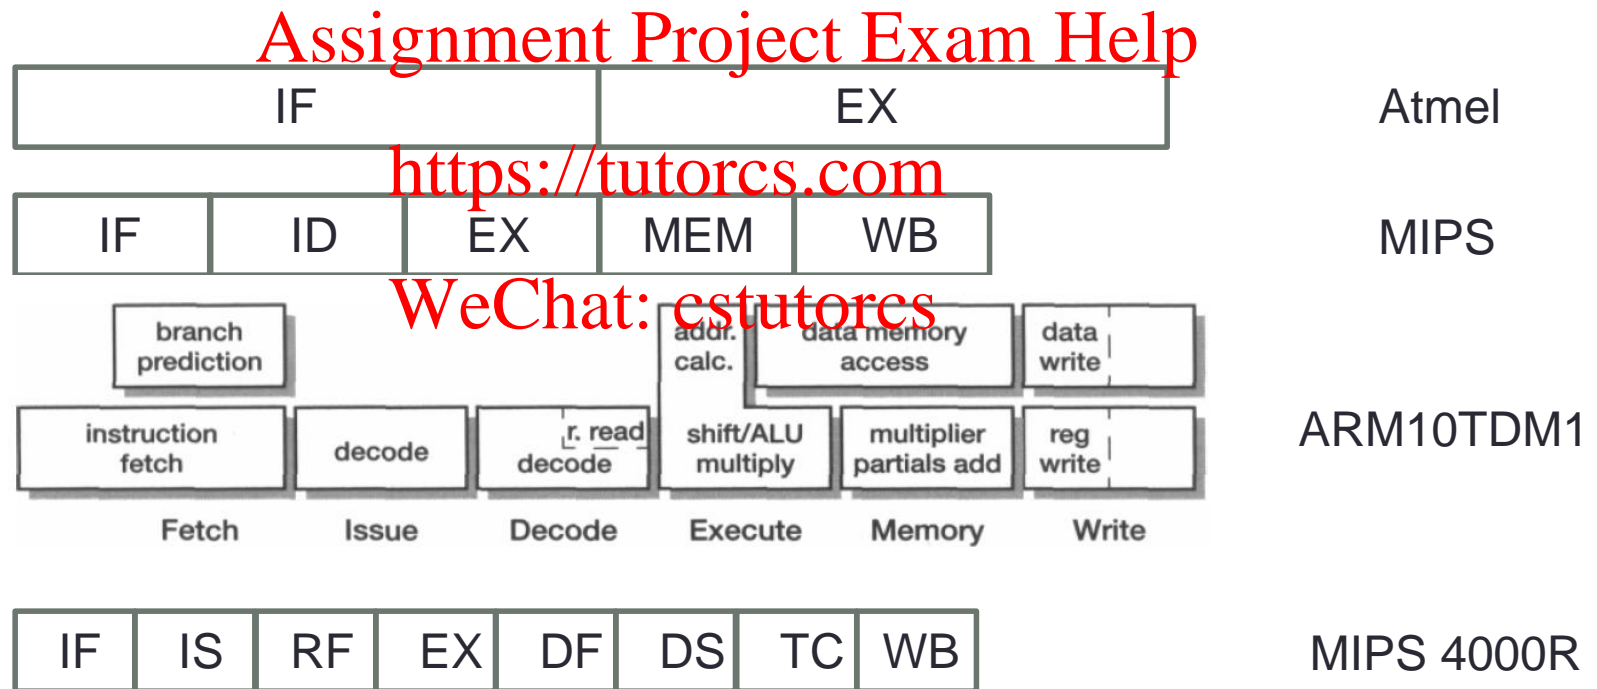 Assignment Project Exam Help
IF EX Atmel
https://tutorcs.com
IF ID EX MEM WB MIPS
WeChat: cstutorcs
branch
prediction
addr.
calc.
data memory
access
data
write
instruction
fetch
decode
r. read
decode
shift/ALU
multiply
multiplier
partials add
reg
write
ARM10TDM1
Fetch Issue Decode Execute Memory Write
IF IS RF EX DF DS TC WB MIPS 4000R